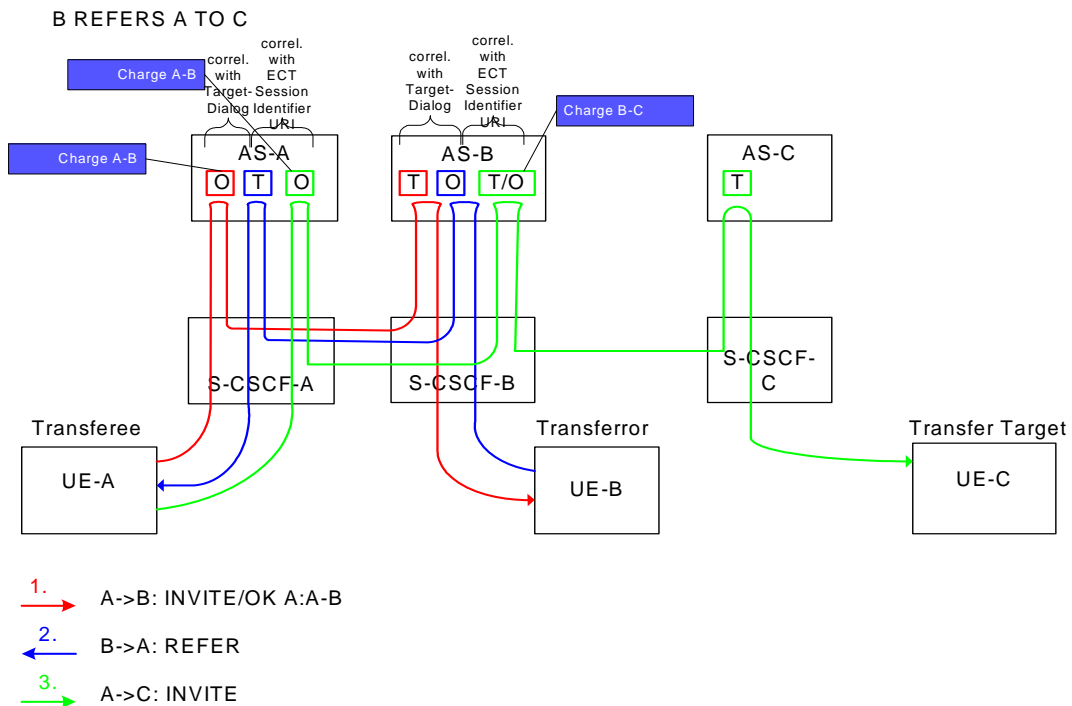 B REFERS A TO C
correl.
with
Target-
Dialog
correl.
with
ECT
Session
Identifier
URI
correl.
with
Target-
Dialog
correl.
with
ECT
Session
Identifier
URI
Charge A-B
Charge B-C
Charge A-B
AS-A
AS-B
AS-C
O
T
O
T
O
T/O
T
S-CSCF-A
S-CSCF-B
S-CSCF-
C
Transferee
Transferror
Transfer Target
UE-A
UE-B
UE-C
1.
A->B: INVITE/OK A:A-B
2.
B->A: REFER
3.
A->C: INVITE